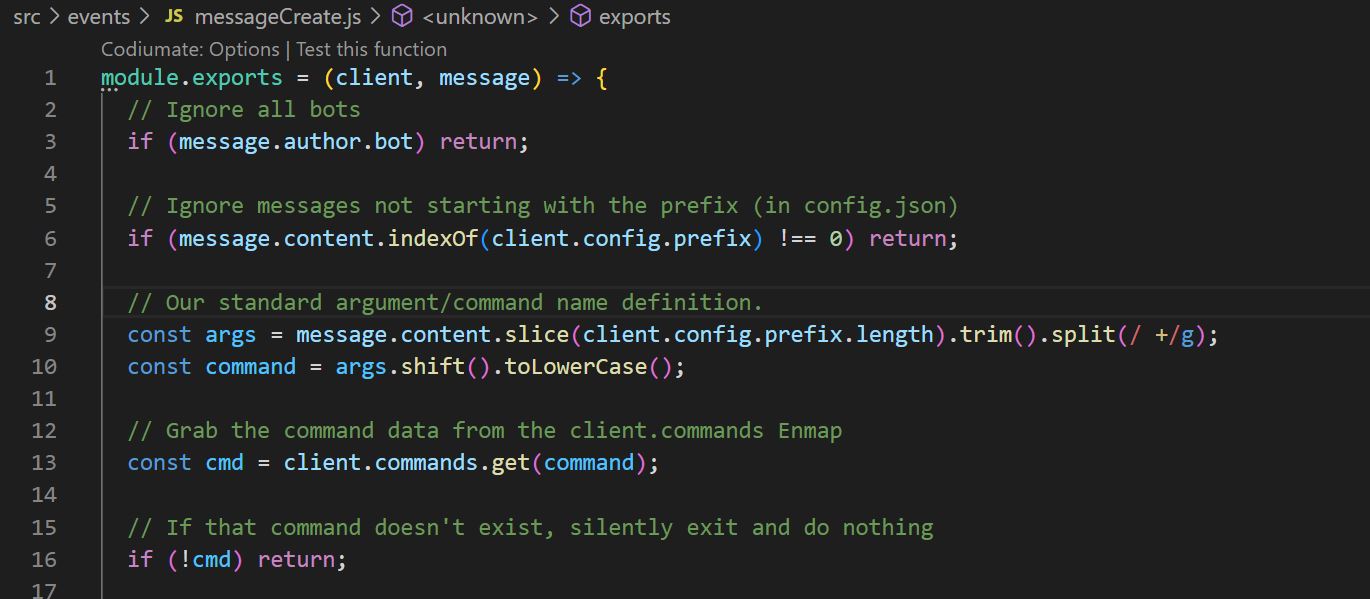 src > events > JS messageCreate.js > <unknown> > exports
Codiumate: Options | Test this function
1 module.exports = (client, message) => {
2 // Ignore all bots
3 if (message.author.bot) return;
4
5 // Ignore messages not starting with the prefix (in config.json)
6 if (message.content.indexOf(client.config.prefix) !== 0) return;
7
8 // Our standard argument/command name definition.
9 const args = message.content.slice(client.config.prefix.length).trim().split(/ +/g);
10 const command = args.shift().toLowerCase();
11
12 // Grab the command data from the client.commands Enmap
13 const cmd = client.commands.get(command);
14
15 // If that command doesn't exist, silently exit and do nothing
16 if (!cmd) return;
17